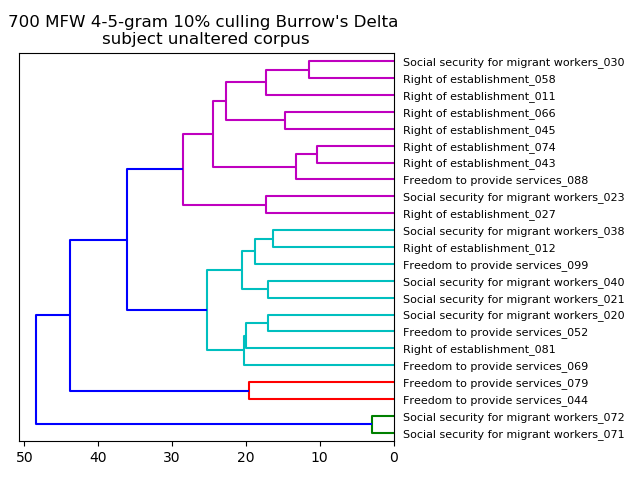 700 MFW 4-5-gram 10% culling Burrow's Delta
subject unaltered corpus
Social security for migrant workers_030
Right of establishment_058
Right of establishment_011
Right of establishment_066
Right of establishment_045
Right of establishment_074
Right of establishment_043
Freedom to provide services_088
Social security for migrant workers_023
Right of establishment_027
Social security for migrant workers_038
Right of establishment_012
Freedom to provide services_099
Social security for migrant workers_040
Social security for migrant workers_021
Social security for migrant workers_020
Freedom to provide services_052
Right of establishment_081
Freedom to provide services_069
Freedom to provide services_079
Freedom to provide services_044
Social security for migrant workers_072
Social security for migrant workers_071
50 40 30 20 10 0